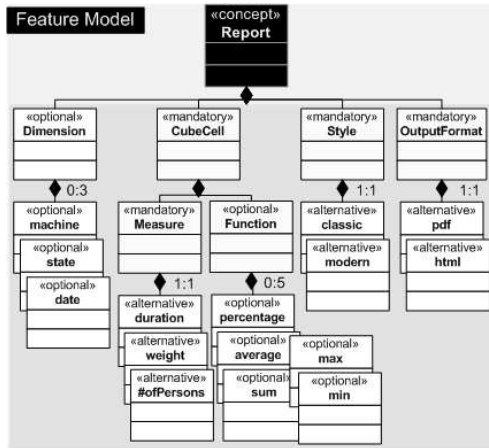 Feature Model
«concept»
Report
«optional»
Dimension
«mandatory»
CubeCell
«mandatory»
Style
«mandatory»
OutputFormat
0:3
1:1
1:1
«optional»
machine
«optional»
state
«optional»
date
«mandatory»
Measure
«optional»
Function
«alternative»
classic
«alternative»
modern
«alternative»
pdf
«alternative»
html
1:1
0:5
«alternative»
duration
«alternative»
weight
«alternative»
#ofPersons
«optional»
percentage
«optional»
average
«optional»
sum
«optional»
max
«optional»
min